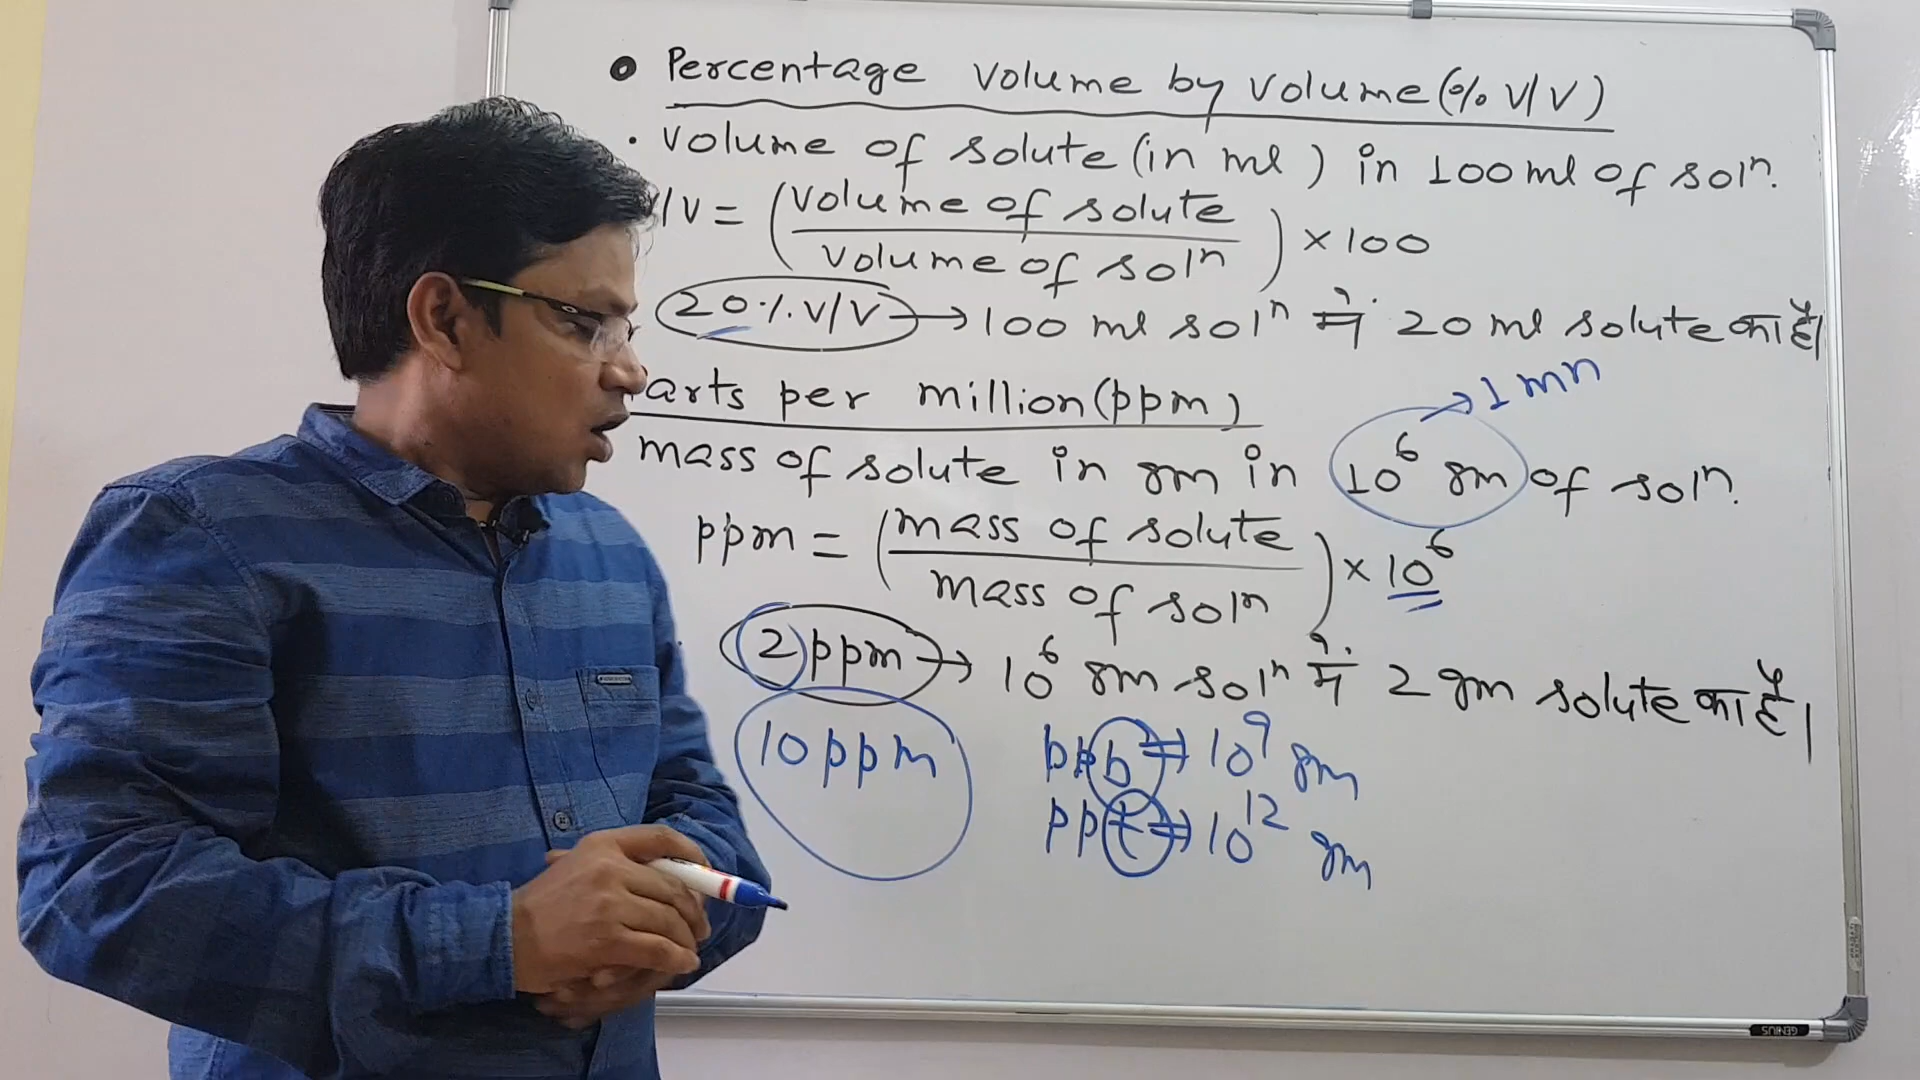 • Percentage volume by volume (% V/V)
· volume of solute (in ml) in 100 ml of solⁿ.
/V = (volume of solute / volume of solⁿ) × 100
20% V/V → 100 ml solⁿ में 20 ml solute का है।
arts per million (ppm)
→ 1 mn
mass of solute in gm in 10⁶ gm of solⁿ.
ppm = (mass of solute / mass of solⁿ) × 10⁶
2 ppm → 10⁶ gm solⁿ में 2 gm solute का है।
10 ppm
ppb ⇒ 10⁹ gm
ppt ⇒ 10¹² gm
GENIUS